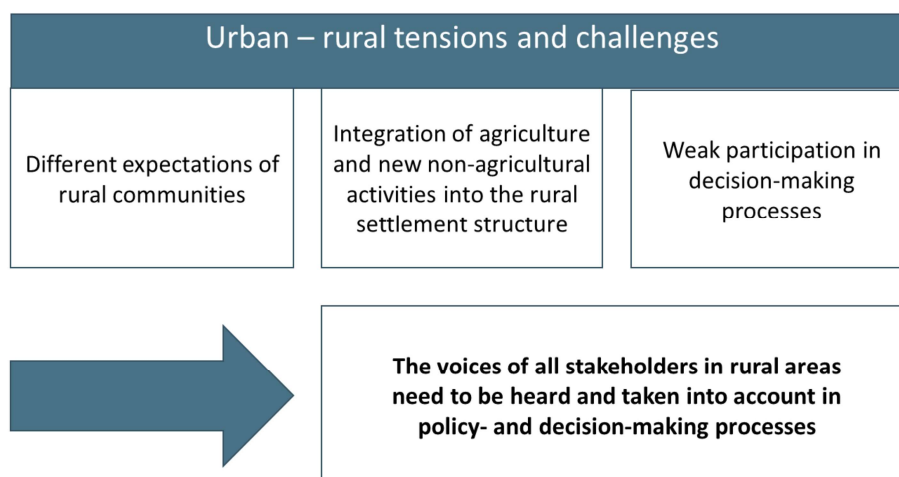 Urban – rural tensions and challenges
Different expectations of
rural communities
Integration of agriculture
and new non-agricultural
activities into the rural
settlement structure
Weak participation in
decision-making
processes
The voices of all stakeholders in rural areas
need to be heard and taken into account in
policy- and decision-making processes